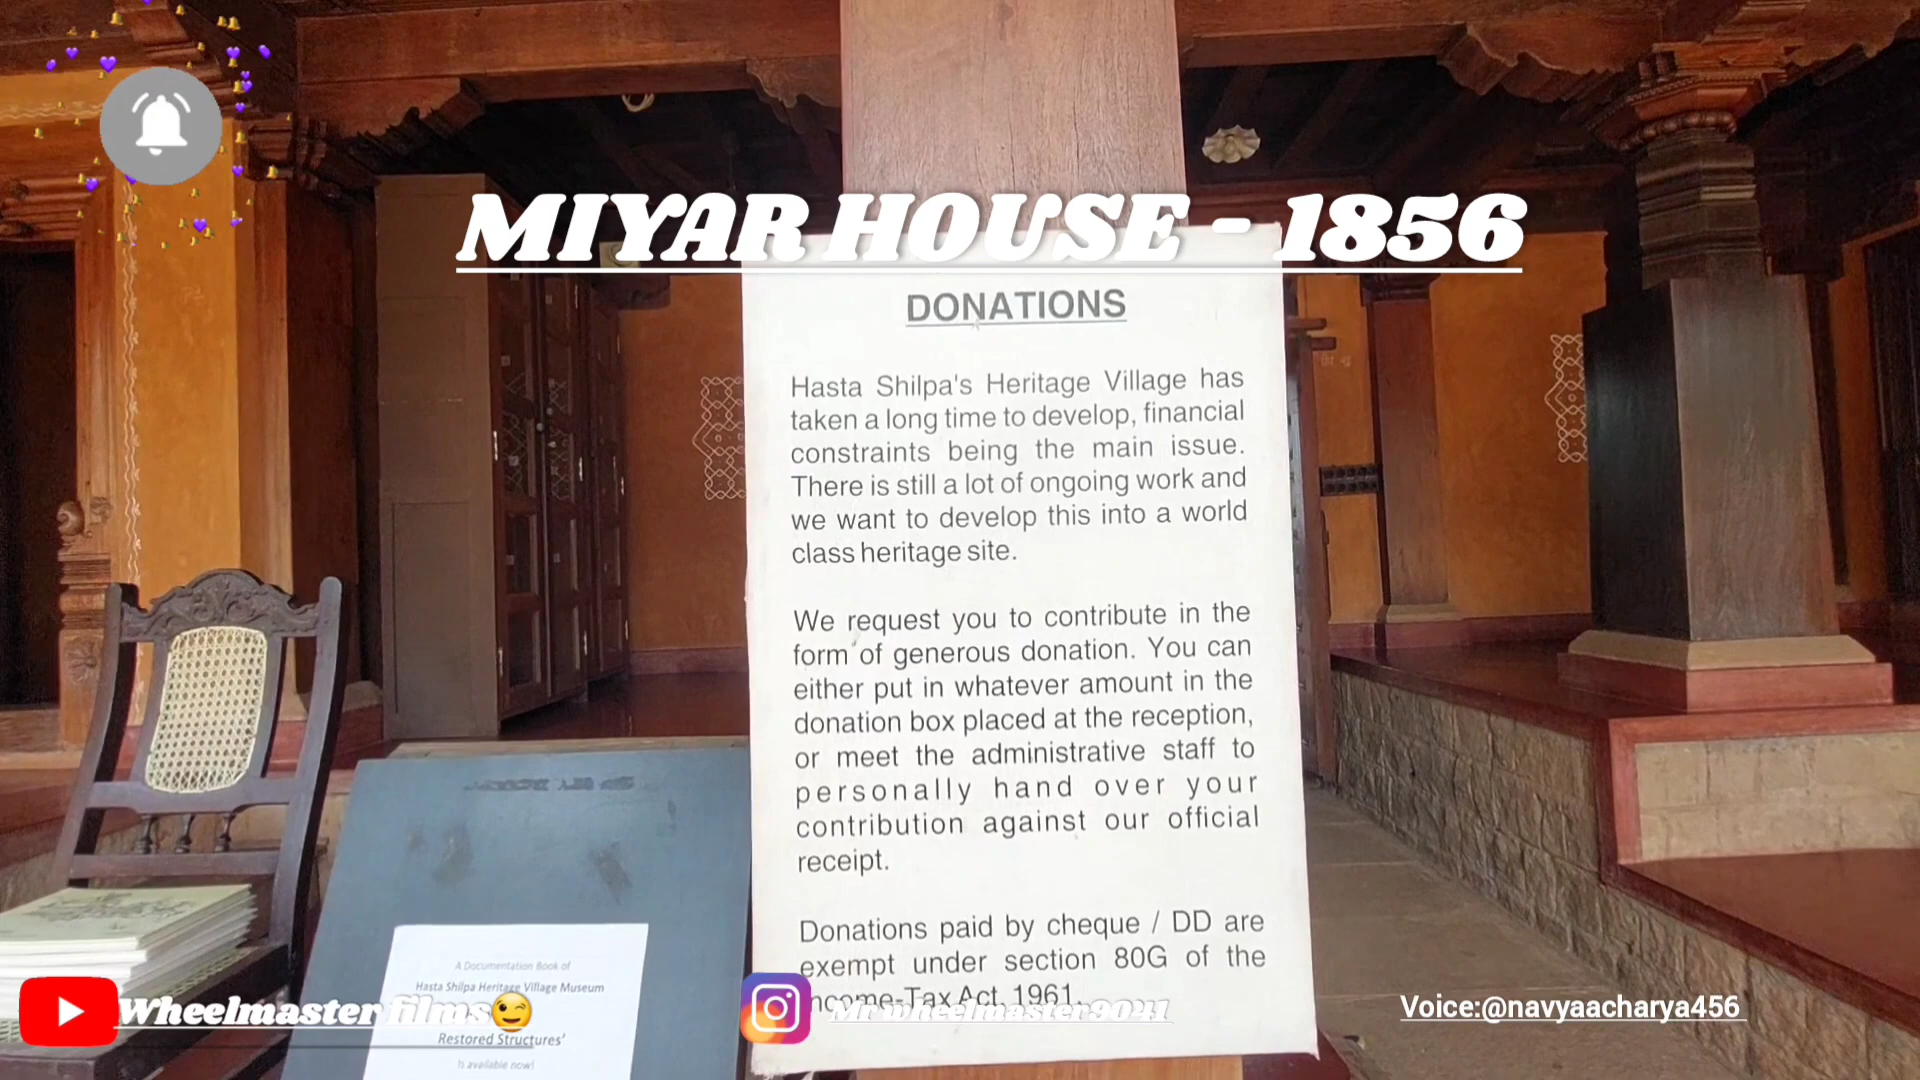 MIYAR HOUSE - 1856
DONATIONS
Hasta Shilpa's Heritage Village has
taken a long time to develop, financial
constraints being the main issue.
There is still a lot of ongoing work and
we want to develop this into a world
class heritage site.
We request you to contribute in the
form of generous donation. You can
either put in whatever amount in the
donation box placed at the reception,
or meet the administrative staff to
personally hand over your
contribution against our official
receipt.
Donations paid by cheque / DD are
exempt under section 80G of the
Income-Tax Act, 1961.
A Documentation Book of
Hasta Shilpa Heritage Village Museum
Restored Structures'
is available now!
Wheelmaster films😉
Mr wheelmaster9041
Voice:@navyaacharya456